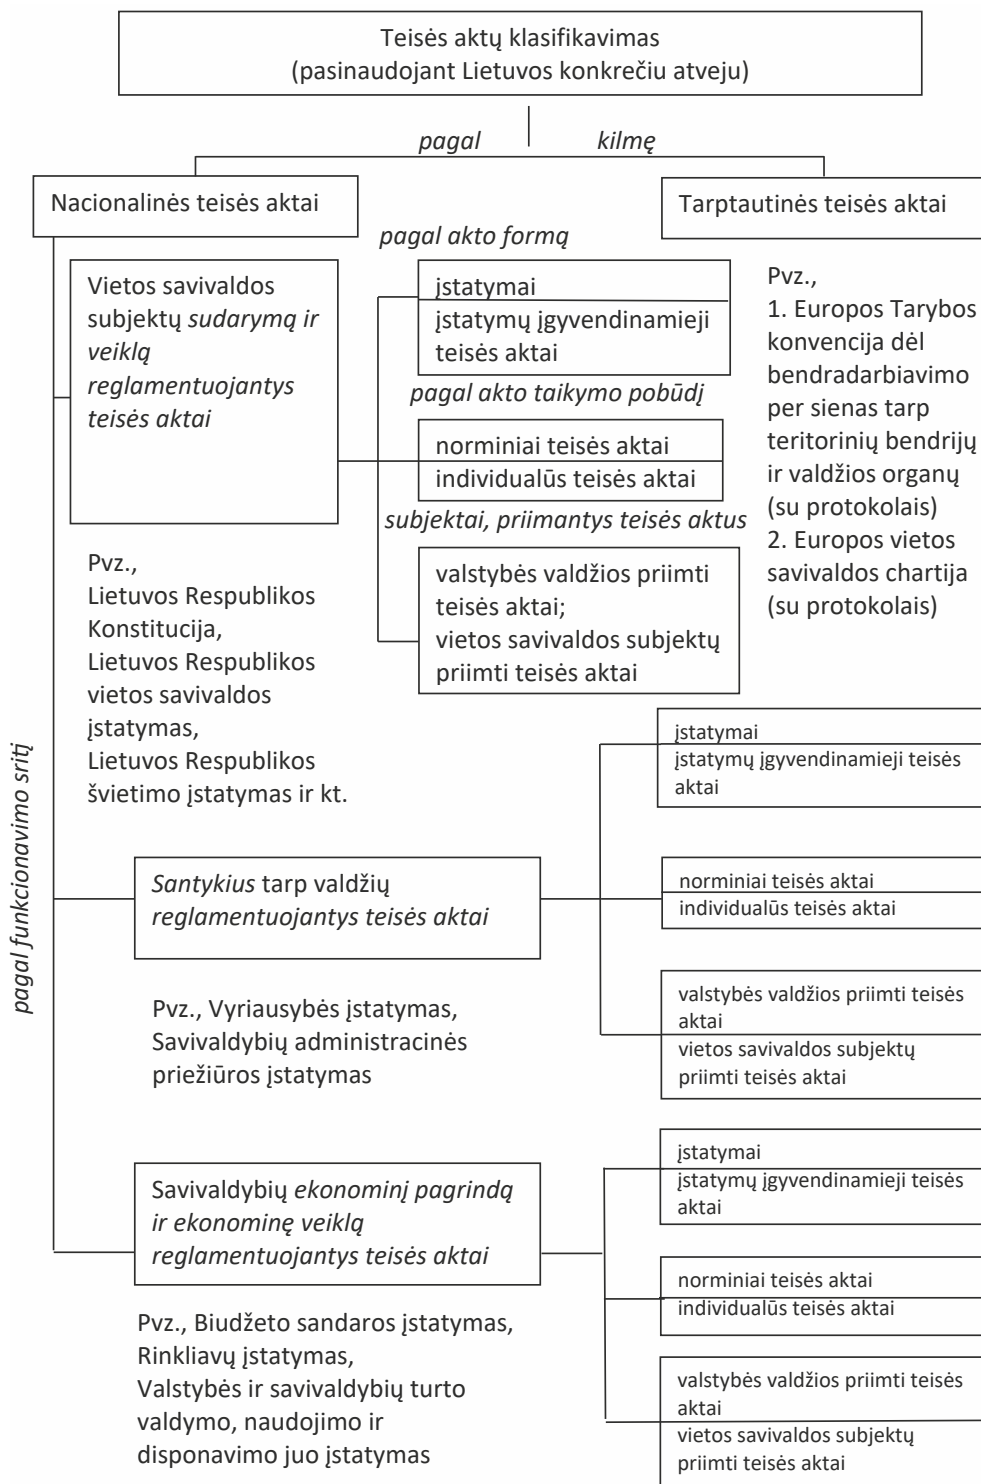 Teisės aktų klasifikavimas
(pasinaudojant Lietuvos konkrečiu atveju)
pagal kilmę
Nacionalinės teisės aktai
Tarptautinės teisės aktai
pagal funkcionavimo sritį
Vietos savivaldos
subjektų sudarymą ir
veiklą
reglamentuojantys
teisės aktai
pagal akto formą
įstatymai
įstatymų įgyvendinamieji
teisės aktai
pagal akto taikymo pobūdį
norminiai teisės aktai
individualūs teisės aktai
subjektai, priimantys teisės aktus
valstybės valdžios priimti
teisės aktai;
vietos savivaldos subjektų
priimti teisės aktai
Pvz.,
1. Europos Tarybos
konvencija dėl
bendradarbiavimo
per sienas tarp
teritorinių bendrijų
ir valdžios organų
(su protokolais)
2. Europos vietos
savivaldos chartija
(su protokolais)
Pvz.,
Lietuvos Respublikos
Konstitucija,
Lietuvos Respublikos
vietos savivaldos
įstatymas,
Lietuvos Respublikos
švietimo įstatymas ir kt.
Santykius tarp valdžių
reglamentuojantys teisės aktai
įstatymai
įstatymų įgyvendinamieji teisės
aktai
norminiai teisės aktai
individualūs teisės aktai
valstybės valdžios priimti teisės
aktai
vietos savivaldos subjektų
priimti teisės aktai
Pvz., Vyriausybės įstatymas,
Savivaldybių administracinės
priežiūros įstatymas
Savivaldybių ekonominį pagrindą
ir ekonominę veiklą
reglamentuojantys teisės aktai
įstatymai
įstatymų įgyvendinamieji teisės
aktai
norminiai teisės aktai
individualūs teisės aktai
valstybės valdžios priimti teisės
aktai
vietos savivaldos subjektų
priimti teisės aktai
Pvz., Biudžeto sandaros įstatymas,
Rinkliavų įstatymas,
Valstybės ir savivaldybių turto
valdymo, naudojimo ir
disponavimo juo įstatymas